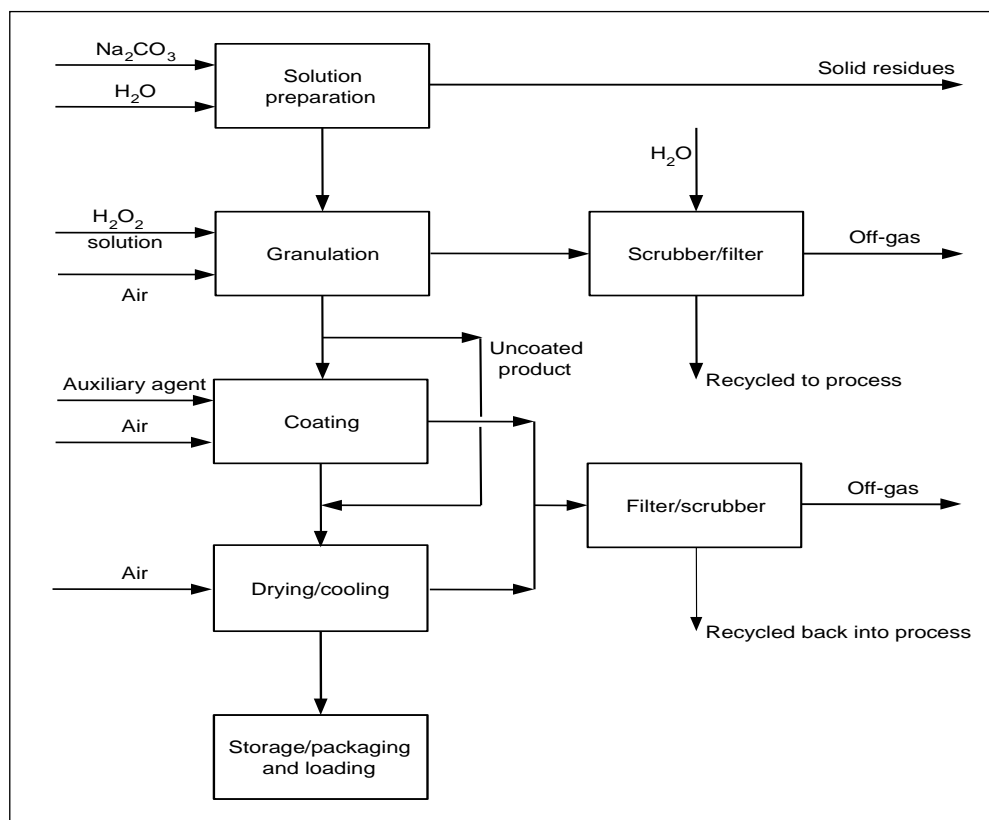 Na₂CO₃
Solution
preparation
Solid residues
H₂O
H₂O
H₂O₂
solution
Granulation
Scrubber/filter
Off-gas
Air
Uncoated
product
Auxiliary agent
Recycled to process
Coating
Air
Filter/scrubber
Off-gas
Air
Drying/cooling
Recycled back into process
Storage/packaging
and loading